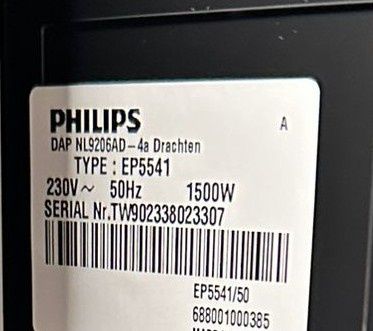 PHILIPS
A
DAP NL9206AD-4a Drachten
TYPE : EP5541
230V~ 50Hz 1500W
SERIAL Nr.TW902338023307
EP5541/50
688001000385